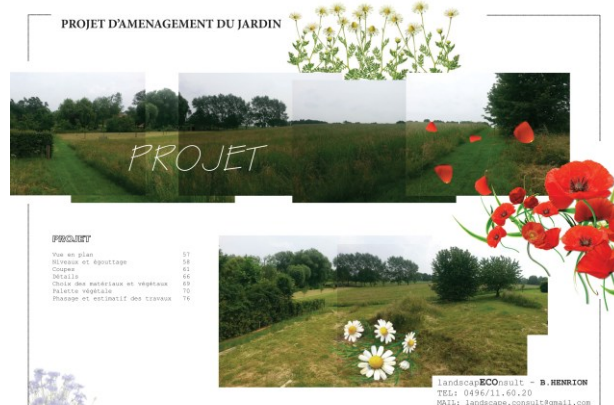 PROJET D'AMENAGEMENT DU JARDIN
PROJET
PROJET
Vue en plan 57
Niveaux et égouttage 58
Coupes 61
Détails 66
Choix des matériaux et végétaux 69
Palette végétale 70
Phasage et estimatif des travaux 76
landscapECOnsult - B.HENRION
TEL: 0496/11.60.20
MAIL: landscape.consult@gmail.com